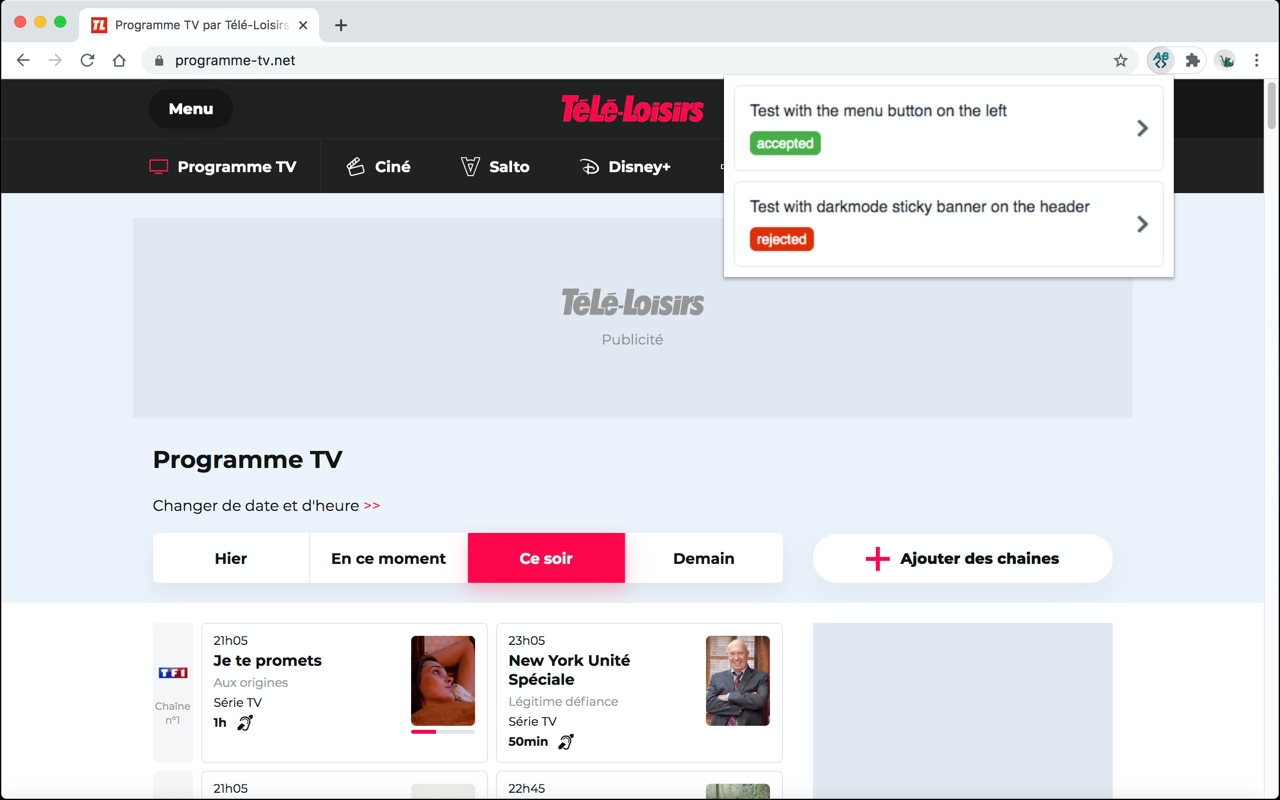 Programme TV par Télé-Loisirs
programme-tv.net
AB
Menu
Télé-Loisirs
Programme TV
Ciné
Salto
Disney+
Test with the menu button on the left
accepted
Test with darkmode sticky banner on the header
rejected
Télé-Loisirs
Publicité
Programme TV
Changer de date et d'heure >>
Hier
En ce moment
Ce soir
Demain
Ajouter des chaines
TF1
Chaîne
n°1
21h05
Je te promets
Aux origines
Série TV
1h
23h05
New York Unité
Spéciale
Légitime défiance
Série TV
50min
21h05
22h45